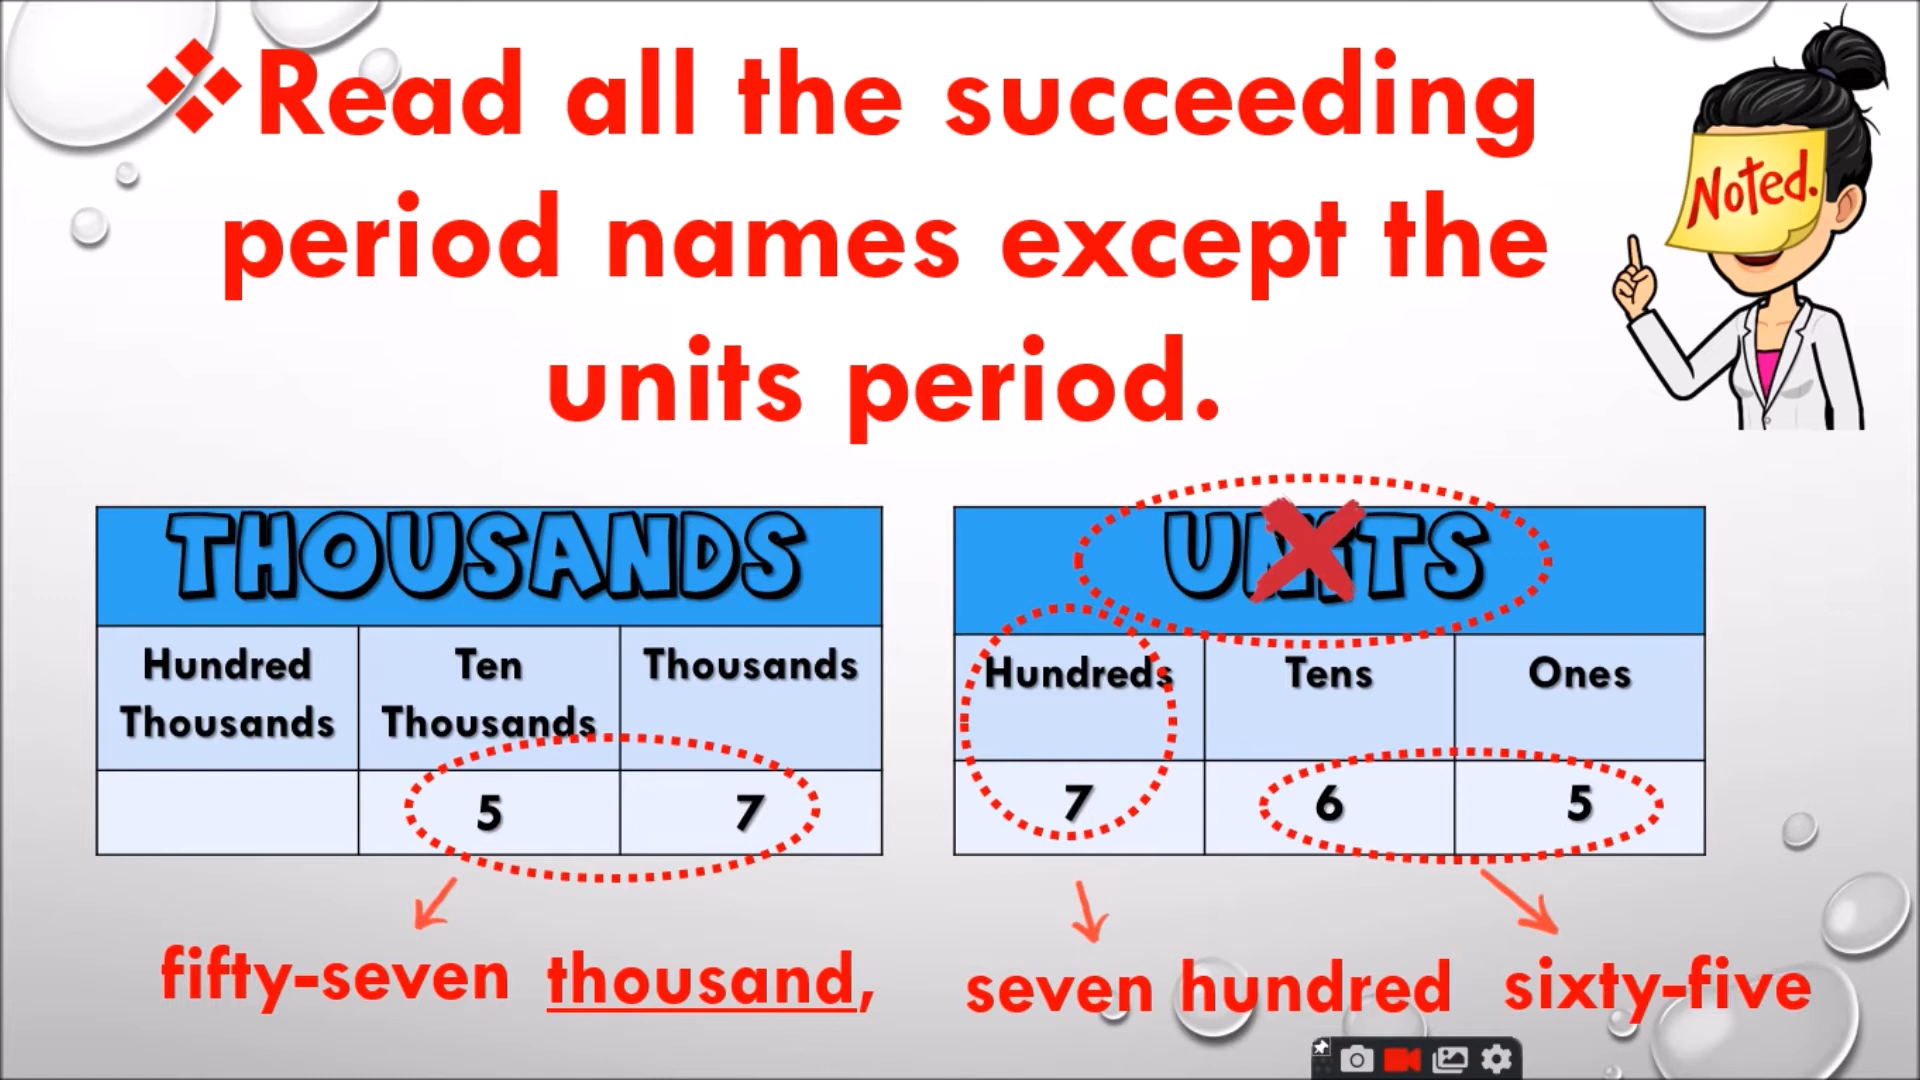 ❖Read all the succeeding
period names except the
units period.
Noted.
THOUSANDS
Hundred Thousands
Ten Thousands
Thousands
5
7
UNITS
Hundreds
Tens
Ones
7
6
5
fifty-seven thousand,
seven hundred sixty-five